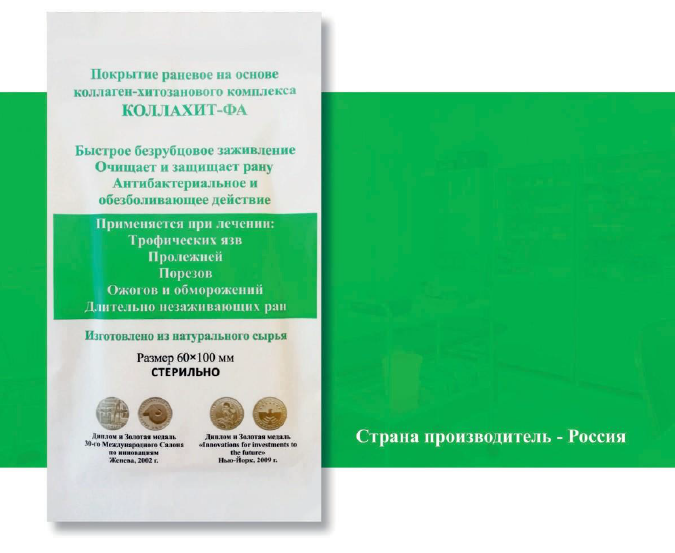 Покрытие раневое на основе
коллаген-хитозанового комплекса
КОЛЛАХИТ-ФА
Быстрое безрубцовое заживление
Очищает и защищает рану
Антибактериальное и
обезболивающее действие
Применяется при лечении:
Трофических язв
Пролежней
Порезов
Ожогов и обморожений
Длительно незаживающих ран
Изготовлено из натурального сырья
Размер 60×100 мм
СТЕРИЛЬНО
Диплом и Золотая медаль
30-го Международного Салона
по инновациям
Женева, 2002 г.
Диплом и Золотая медаль
«Innovations for investments to
the future»
Нью-Йорк, 2009 г.
Страна производитель - Россия